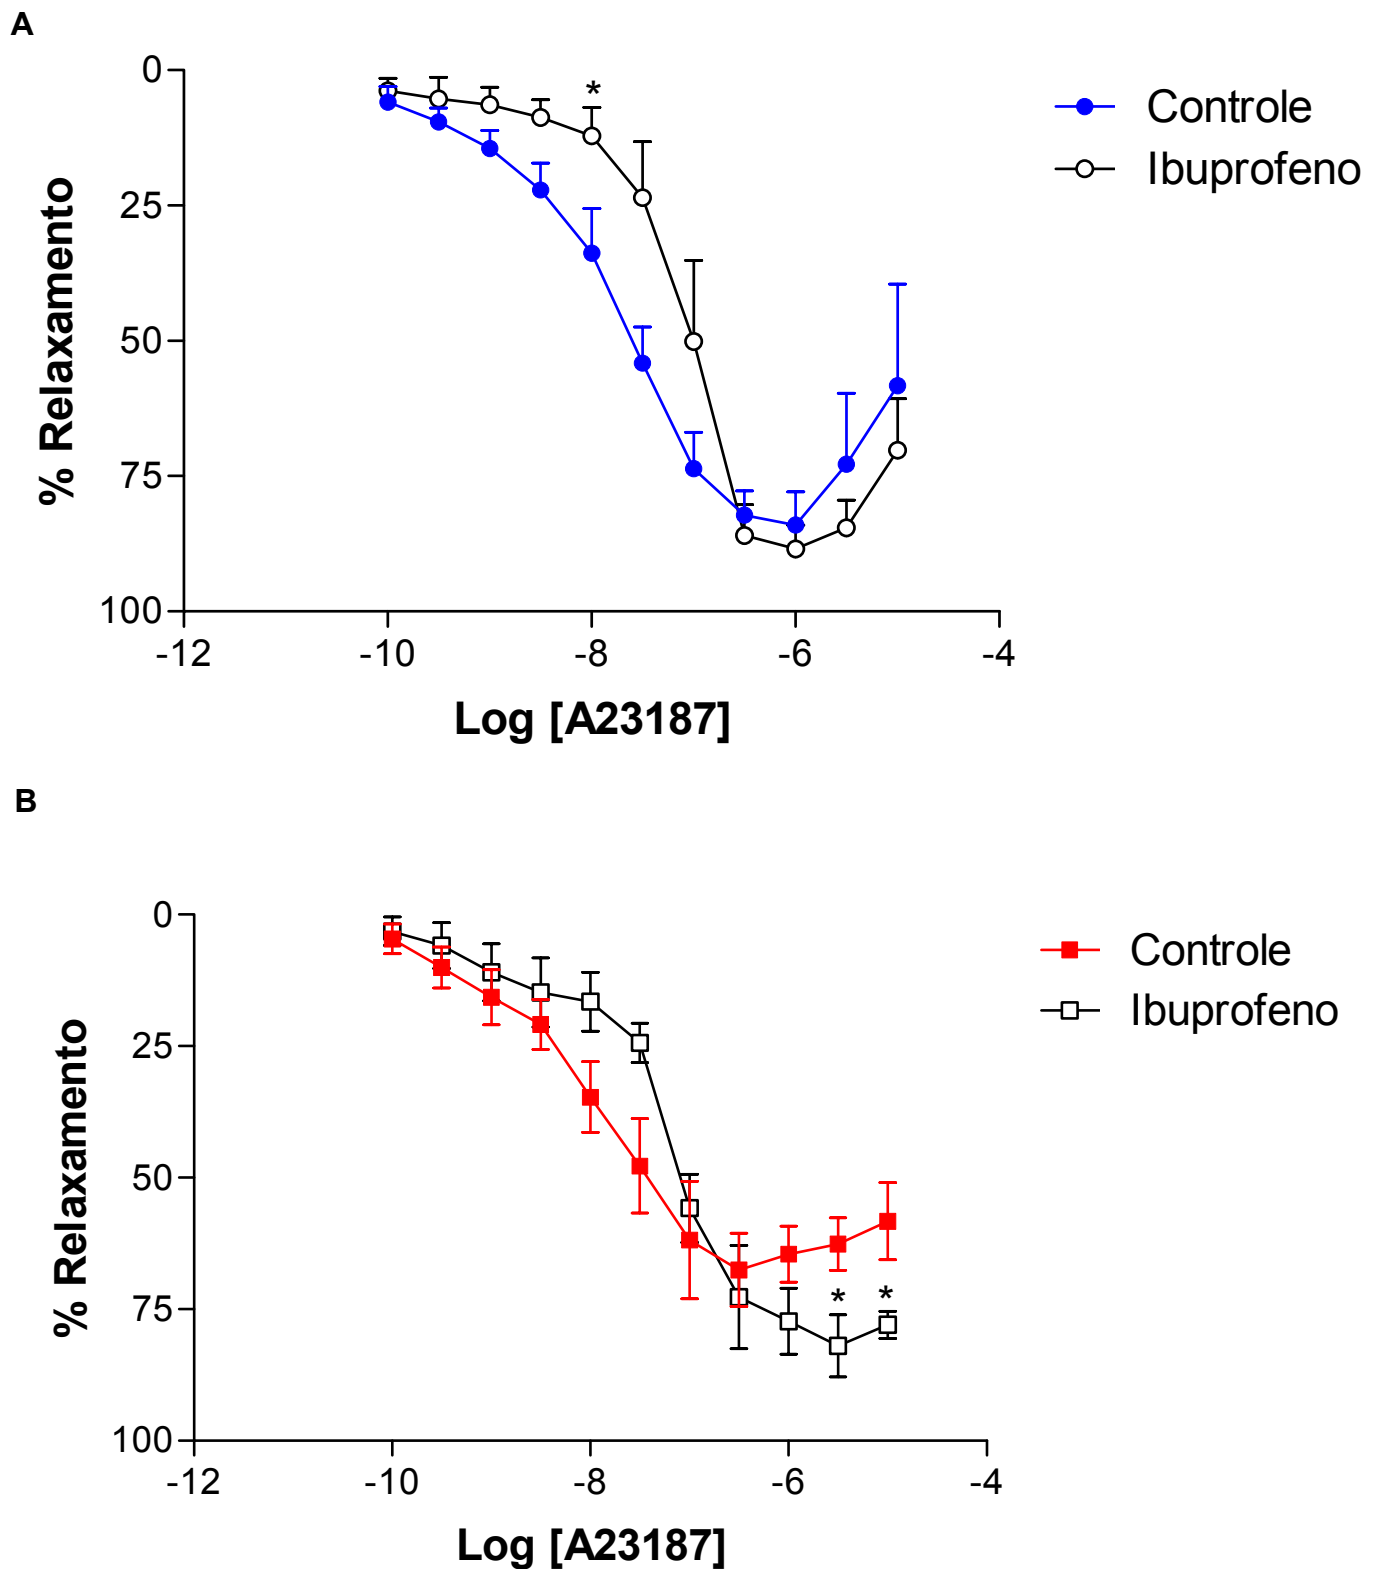 A
0
25
50
75
100
% Relaxamento
*
-12
-10
-8
-6
-4
Log [A23187]
Controle
Ibuprofeno
B
0
25
50
75
100
% Relaxamento
*
*
-12
-10
-8
-6
-4
Log [A23187]
Controle
Ibuprofeno